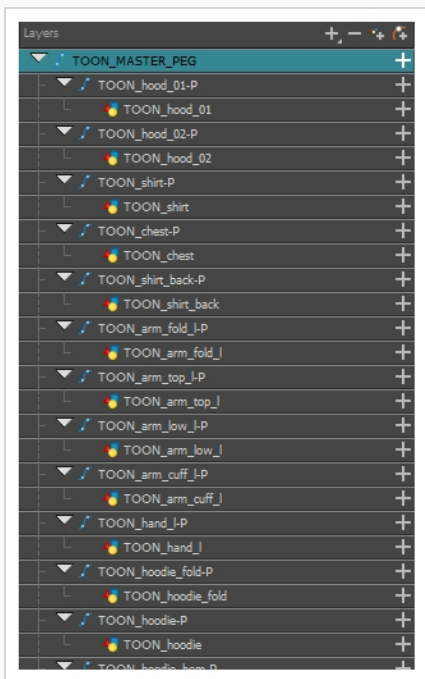 Layers
TOON_MASTER_PEG
TOON_hood_01-P
TOON_hood_01
TOON_hood_02-P
TOON_hood_02
TOON_shirt-P
TOON_shirt
TOON_chest-P
TOON_chest
TOON_shirt_back-P
TOON_shirt_back
TOON_arm_fold_l-P
TOON_arm_fold_l
TOON_arm_top_l-P
TOON_arm_top_l
TOON_arm_low_l-P
TOON_arm_low_l
TOON_arm_cuff_l-P
TOON_arm_cuff_l
TOON_hand_l-P
TOON_hand_l
TOON_hoodie_fold-P
TOON_hoodie_fold
TOON_hoodie-P
TOON_hoodie
TOON_hoodie_hem-P